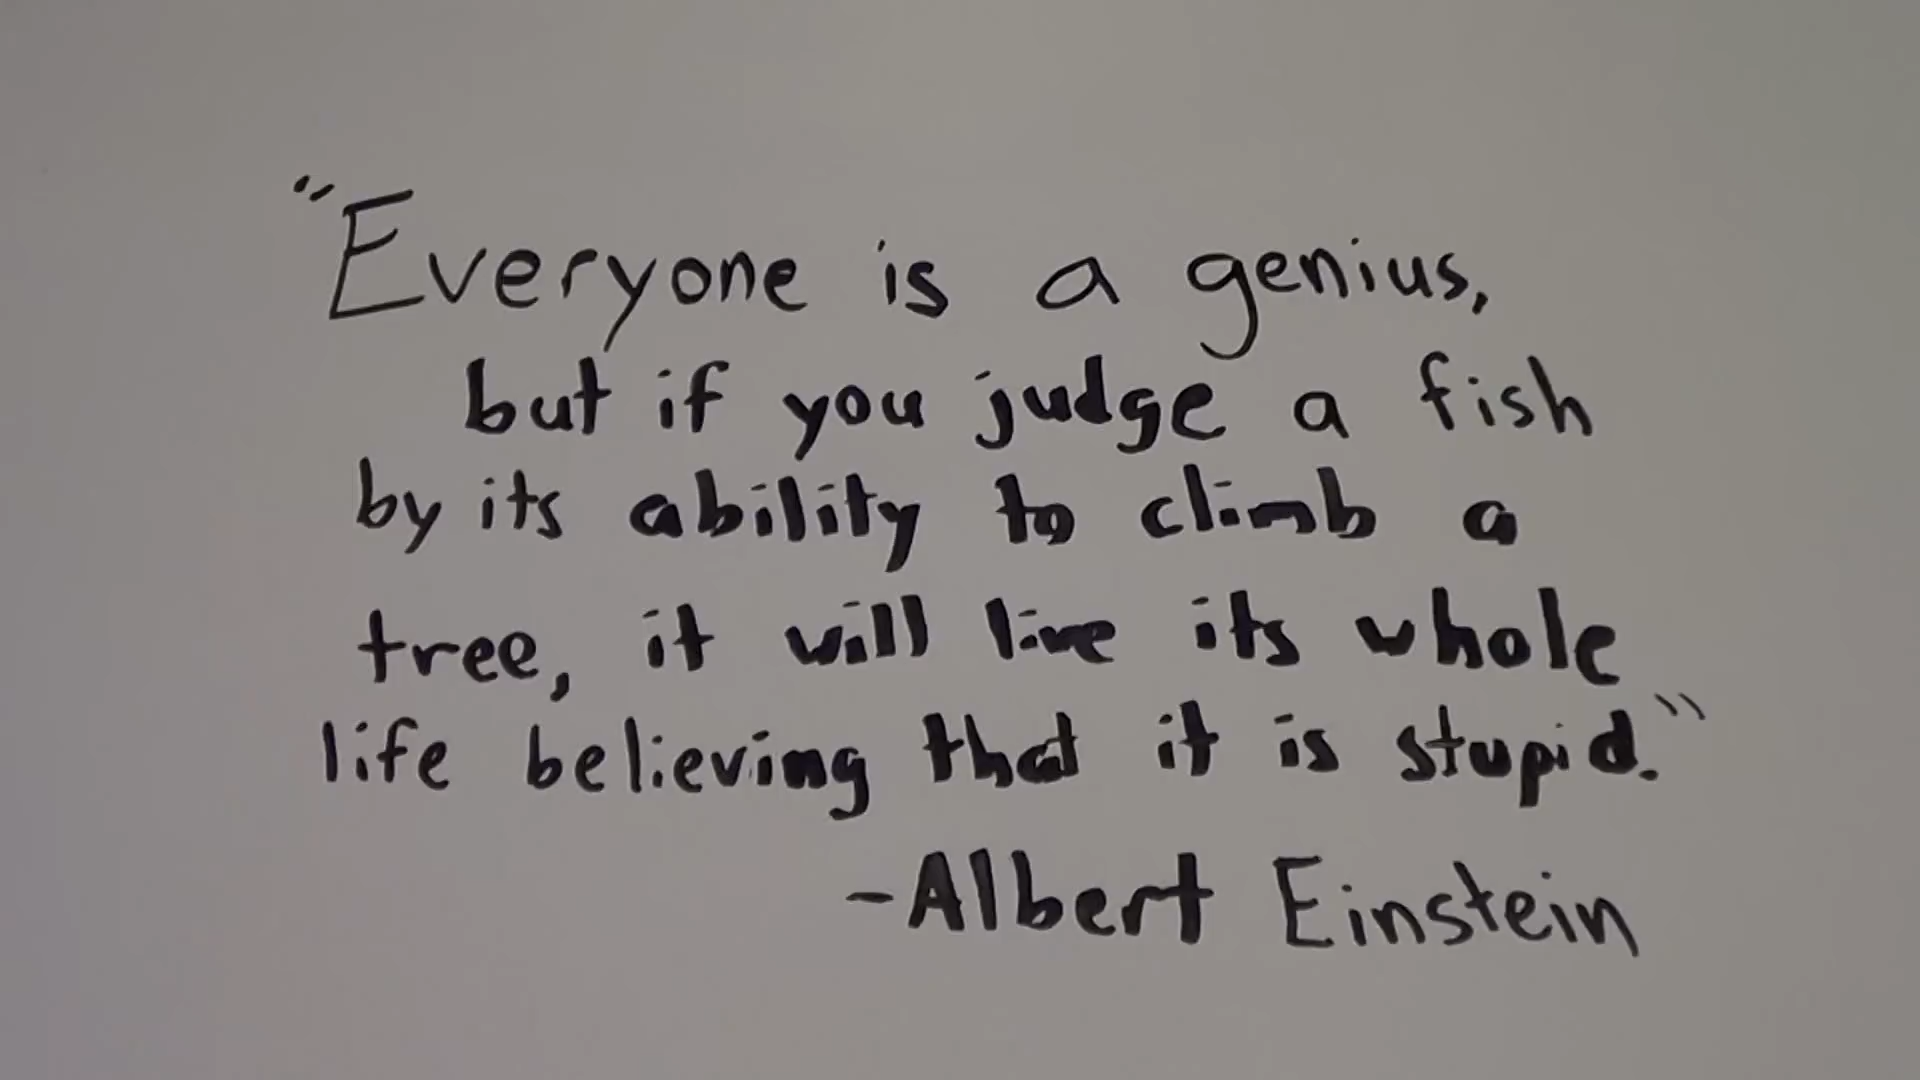 "Everyone is a genius,
but if you judge a fish
by its ability to climb a
tree, it will live its whole
life believing that it is stupid."
-Albert Einstein